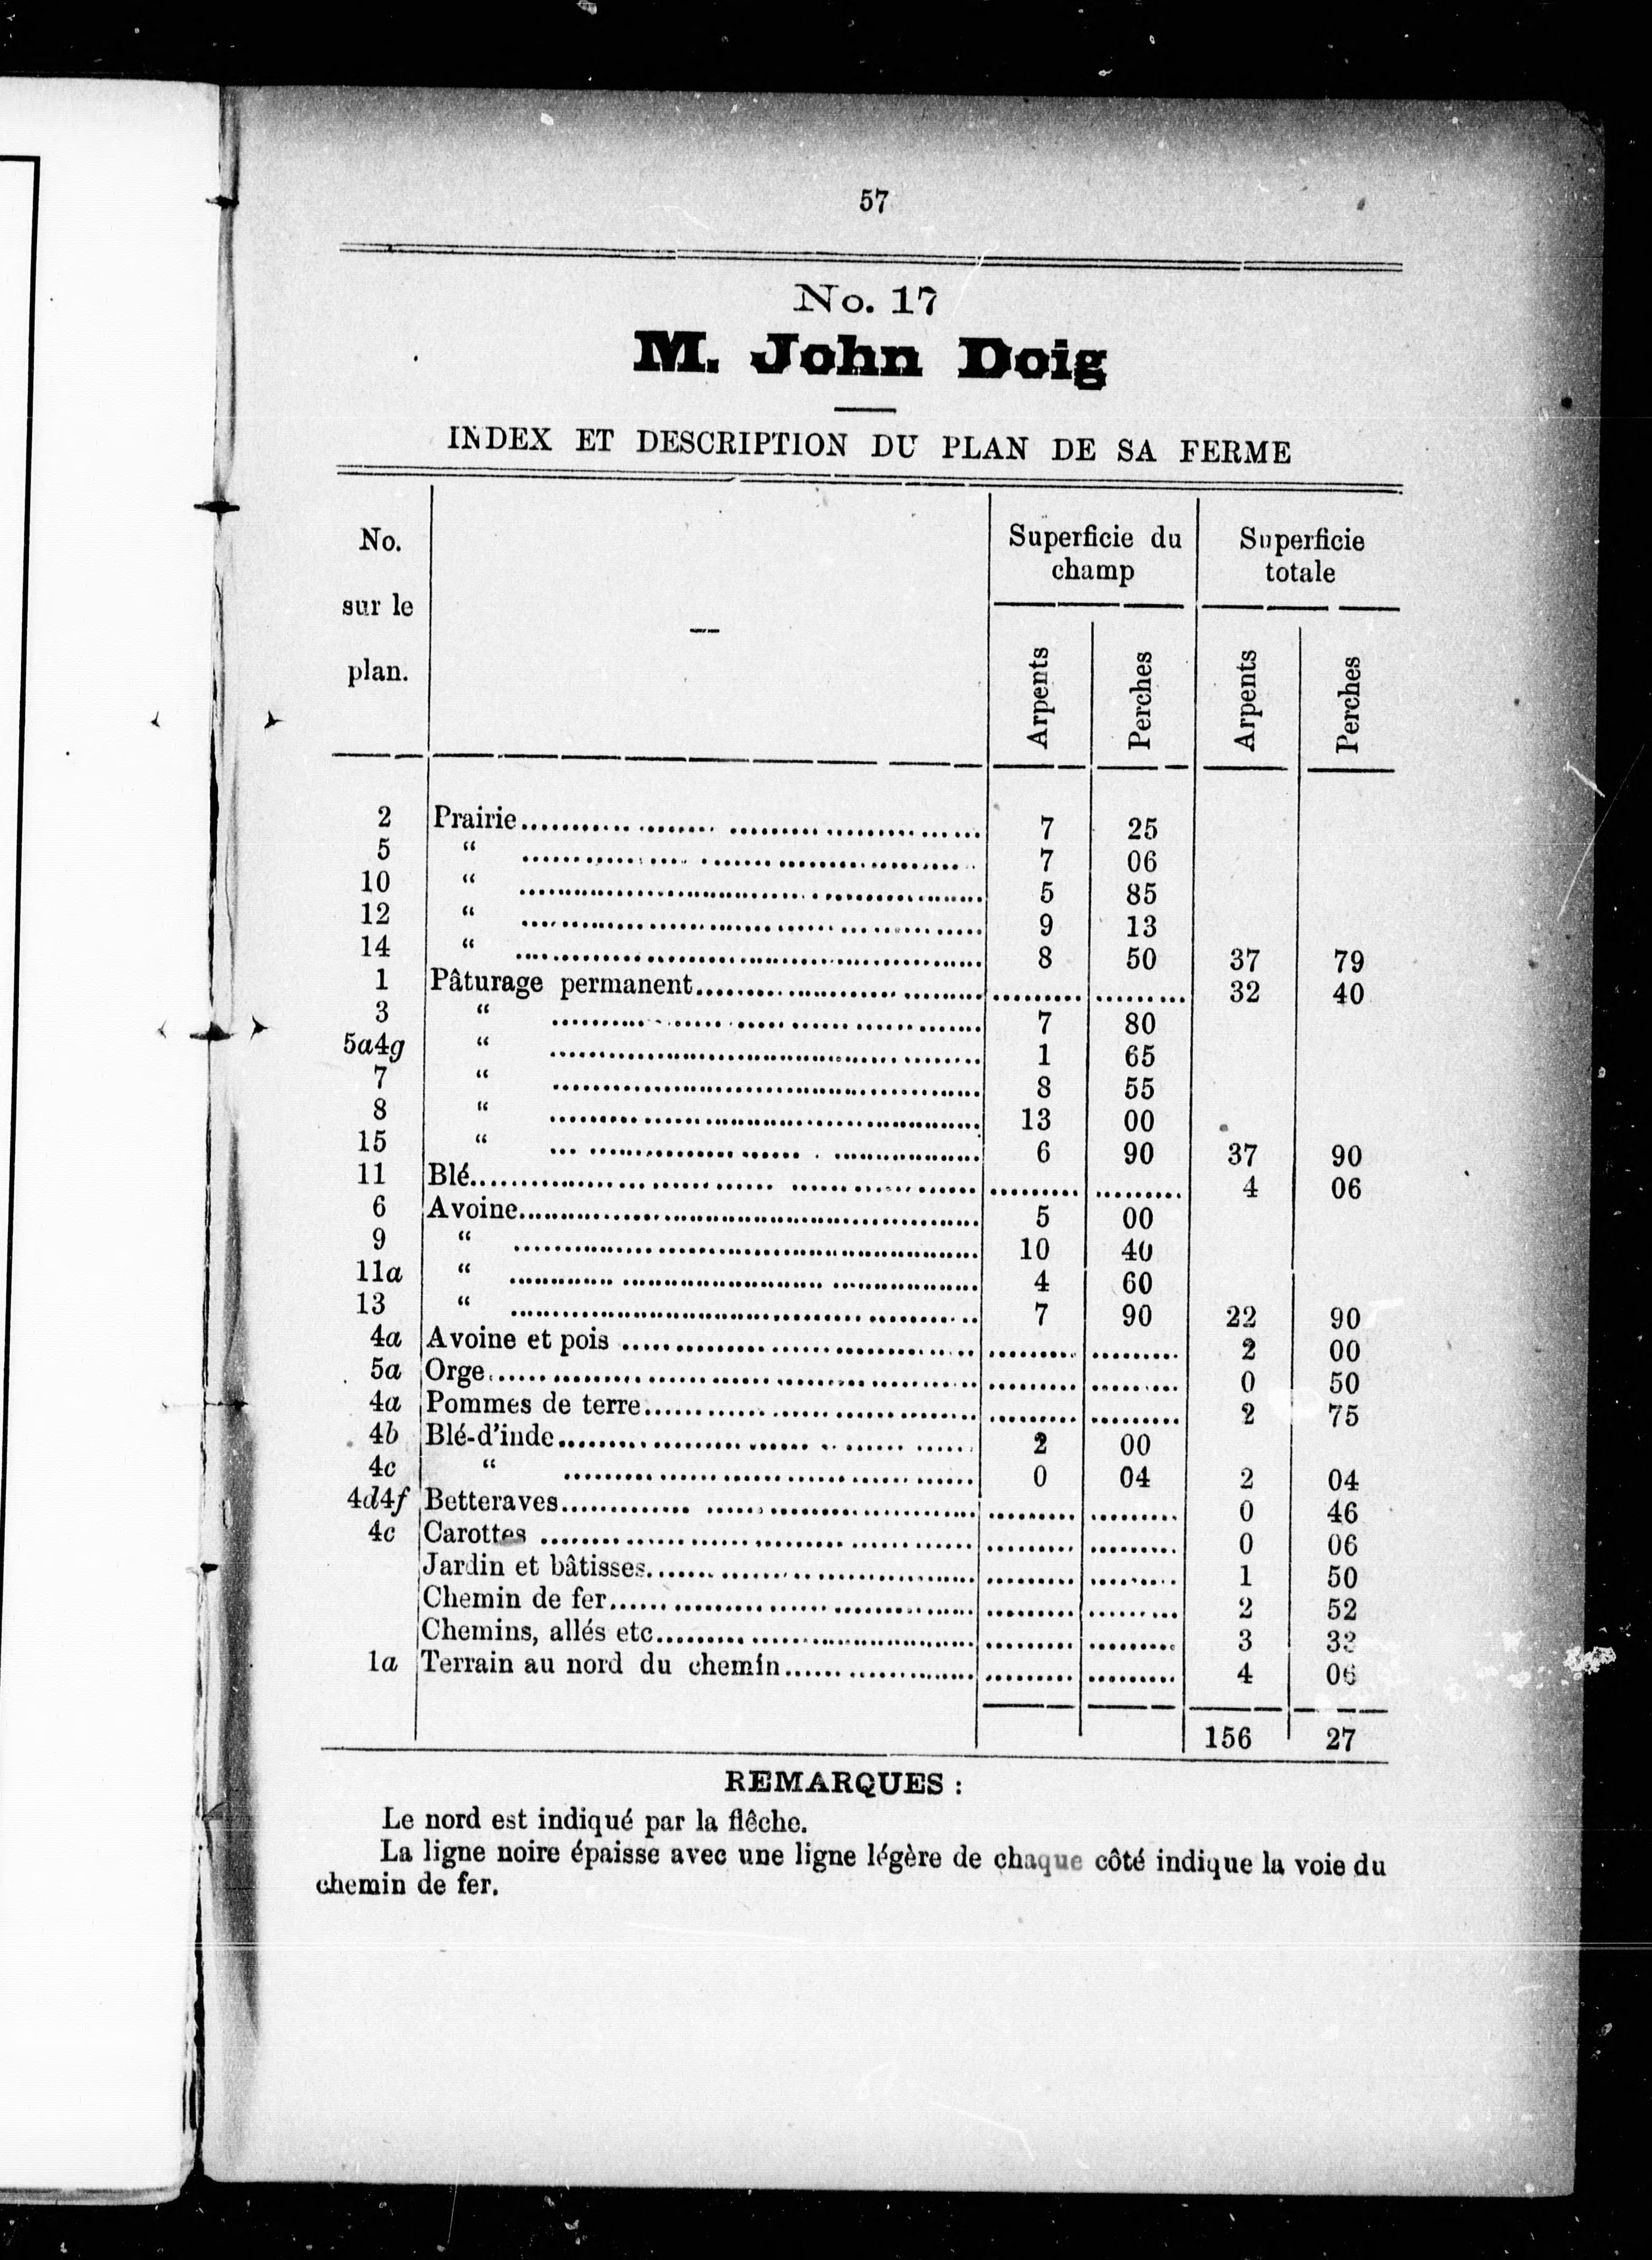 57
No. 17
M. John Doig
INDEX ET DESCRIPTION DU PLAN DE SA FERME
No. sur le plan. — Superficie du champ Superficie totale
Arpents Perches Arpents Perches
2 Prairie 7 25
5 “ 7 06
10 “ 5 85
12 “ 9 13
14 “ 8 50 37 79
1 Pâturage permanent 32 40
3 “ 7 80
5a4g “ 1 65
7 “ 8 55
8 “ 13 00
15 “ 6 90 37 90
11 Blé 4 06
6 Avoine 5 00
9 “ 10 40
11a “ 4 60
13 “ 7 90 22 90
4a Avoine et pois 2 00
5a Orge 0 50
4a Pommes de terre 2 75
4b Blé-d'inde 2 00
4c “ 0 04 2 04
4d4f Betteraves 0 46
4c Carottes 0 06
Jardin et bâtisses 1 50
Chemin de fer 2 52
Chemins, allés etc 3
1a Terrain au nord du chemin 4 06
156 27
REMARQUES :
Le nord est indiqué par la flêche.
La ligne noire épaisse avec une ligne légère de chaque côté indique la voie du
chemin de fer.